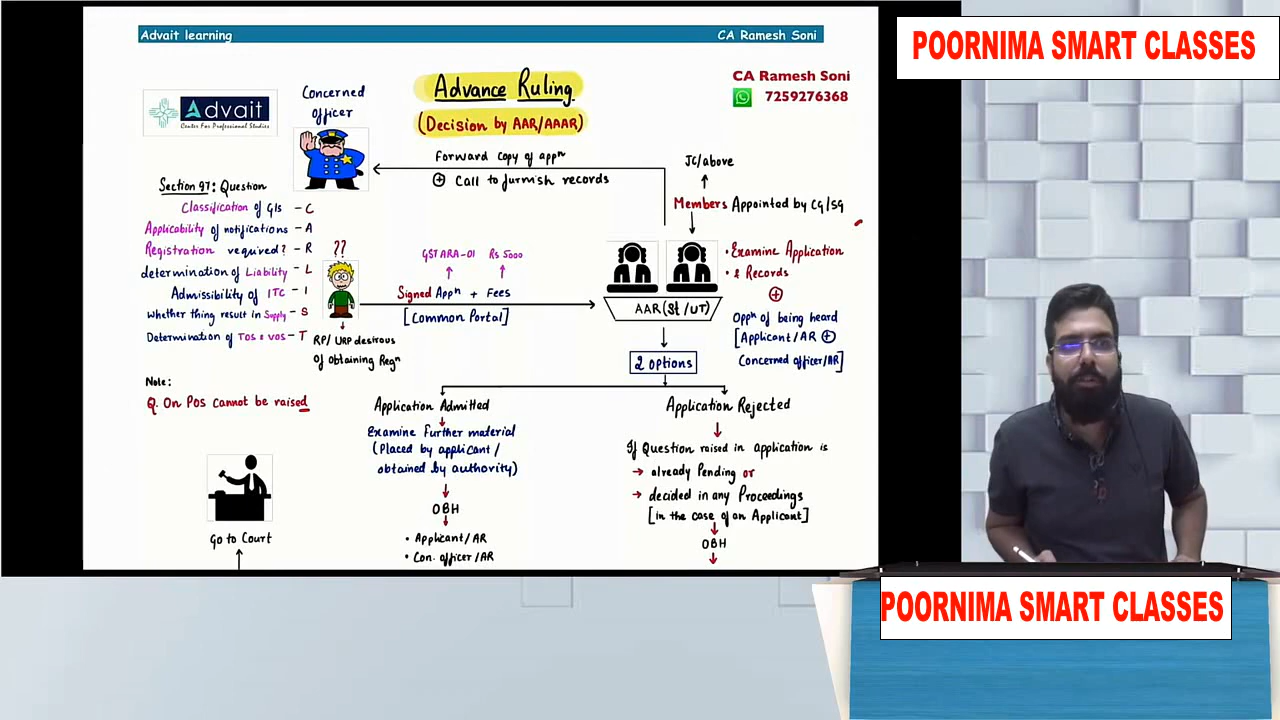 Advait learning
CA Ramesh Soni
POORNIMA SMART CLASSES
Advait
Center For Professional Studies
Concerned
officer
Advance Ruling
(Decision by AAR/AAAR)
CA Ramesh Soni
7259276368
Forward copy of appⁿ
⊕ Call to furnish records
JC/above
Members Appointed by CG/SG
Section 97: Question
Classification of G/s - C
Applicability of notifications - A
Registration required? - R
determination of Liability - L
Admissibility of ITC - I
Whether thing result in Supply - S
Determination of TOS & VOS - T
??
RP/ URP desirous
of obtaining Regⁿ
GST ARA-01 Rs 5000
Signed Appⁿ + Fees
[Common Portal]
AAR (St/UT)
• Examine Application
• & Records
⊕
Oppⁿ of being heard
[Applicant/AR ⊕
Concerned officer/AR]
2 options
Note:
Q. On POS cannot be raised
Application Admitted
Examine Further material
(Placed by applicant/
obtained by authority)
OBH
• Applicant/AR
• Con. officer/AR
Application Rejected
If Question raised in application is
→ already Pending or
→ decided in any Proceedings
[in the case of an Applicant]
OBH
Go to Court
POORNIMA SMART CLASSES